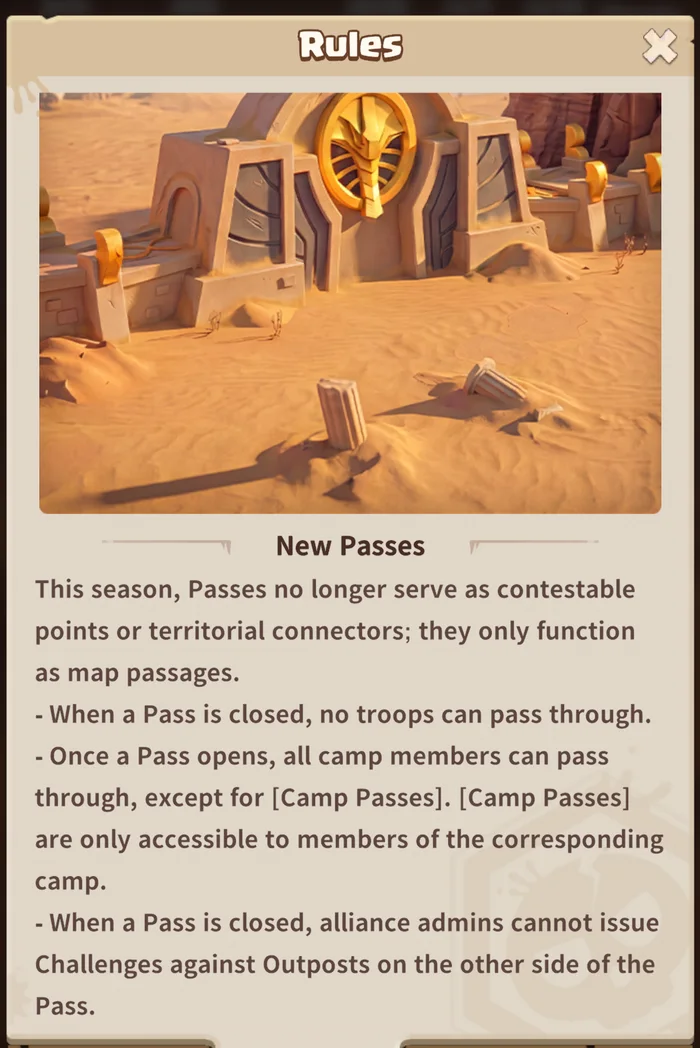 Rules
New Passes
This season, Passes no longer serve as contestable
points or territorial connectors; they only function
as map passages.
- When a Pass is closed, no troops can pass through.
- Once a Pass opens, all camp members can pass
through, except for [Camp Passes]. [Camp Passes]
are only accessible to members of the corresponding
camp.
- When a Pass is closed, alliance admins cannot issue
Challenges against Outposts on the other side of the
Pass.